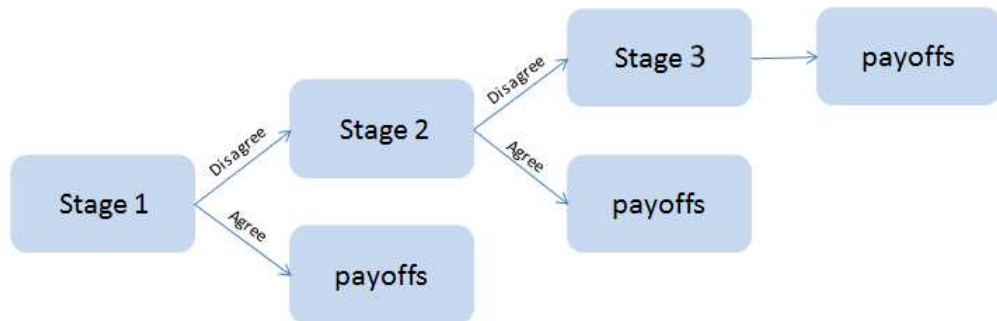 Stage 1
Disagree
Agree
Stage 2
payoffs
Disagree
Agree
Stage 3
payoffs
payoffs